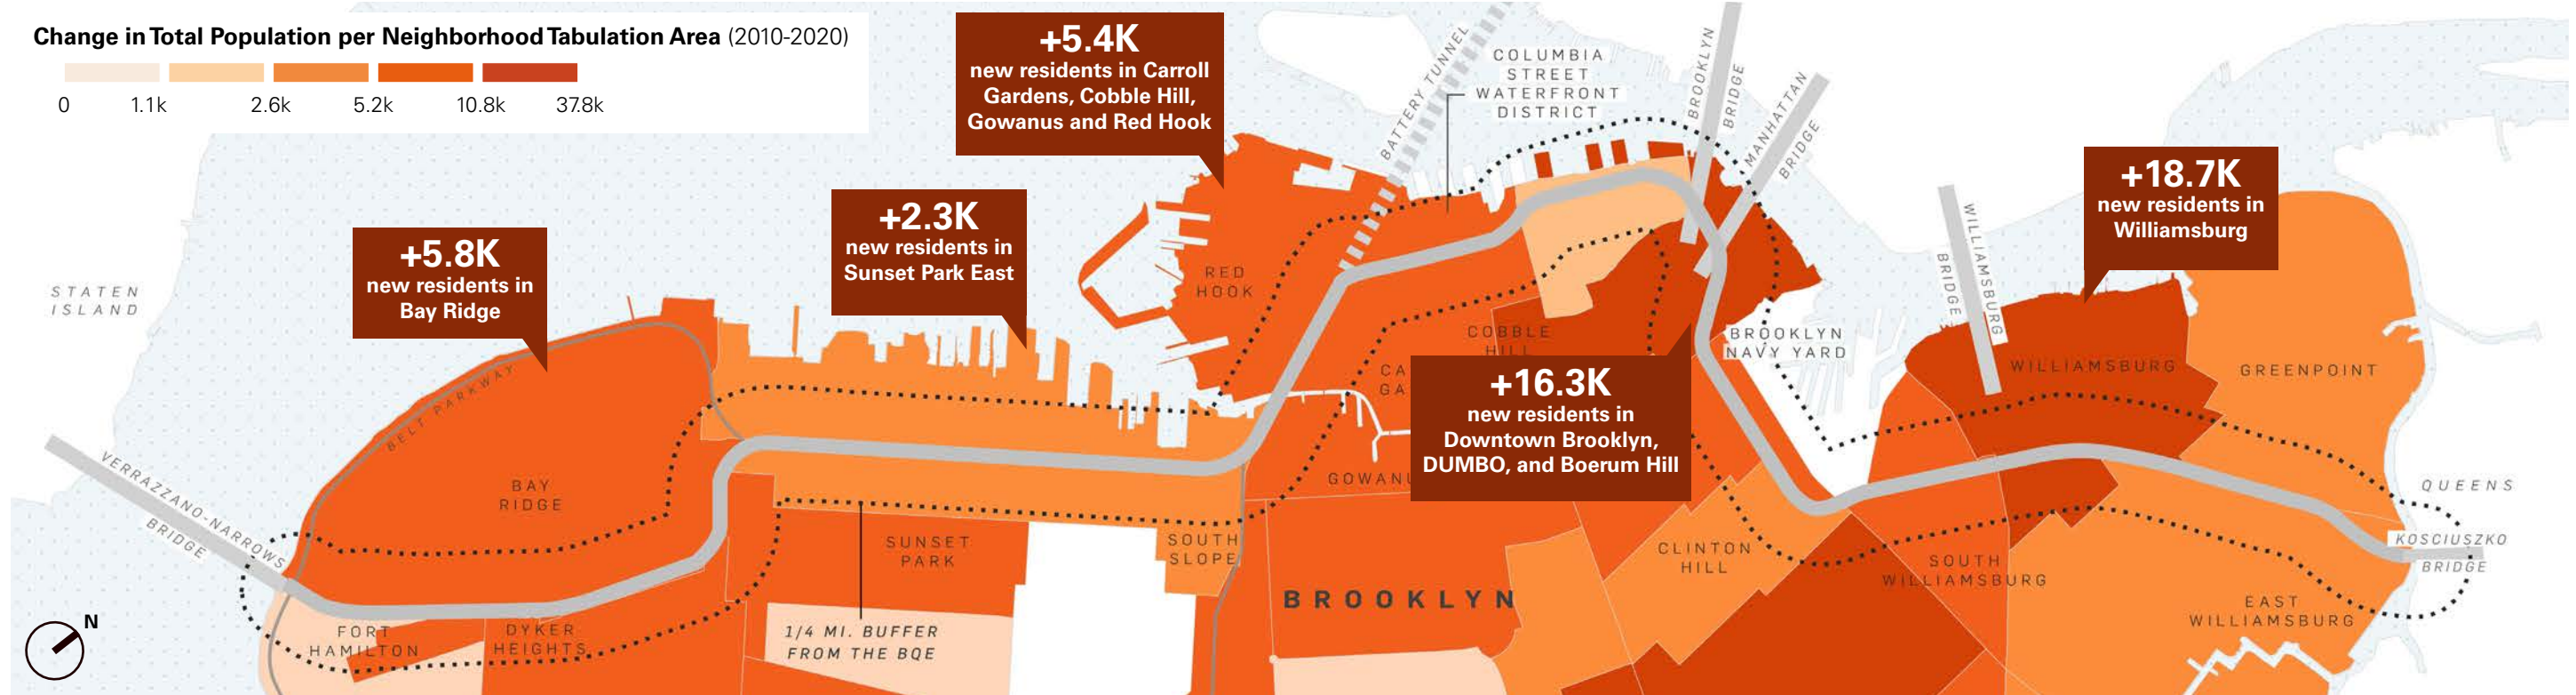 Change in Total Population per Neighborhood Tabulation Area (2010-2020)
0 1.1k 2.6k 5.2k 10.8k 37.8k
+5.4K
new residents in Carroll
Gardens, Cobble Hill,
Gowanus and Red Hook
BATTERY TUNNEL
COLUMBIA
STREET
WATERFRONT
DISTRICT
BROOKLYN
BRIDGE
MANHATTAN
BRIDGE
+18.7K
new residents in
Williamsburg
+2.3K
new residents in
Sunset Park East
+5.8K
new residents in
Bay Ridge
STATEN
ISLAND
RED
HOOK
WILLIAMSBURG
BRIDGE
COBBLE
HILL
BROOKLYN
NAVY YARD
WILLIAMSBURG
GREENPOINT
BELT PARKWAY
CA
GA
+16.3K
new residents in
Downtown Brooklyn,
DUMBO, and Boerum Hill
GOWANU
VERRAZZANO-NARROWS
BRIDGE
BAY
RIDGE
QUEENS
KOSCIUSZKO
BRIDGE
SUNSET
PARK
SOUTH
SLOPE
CLINTON
HILL
SOUTH
WILLIAMSBURG
BROOKLYN
EAST
WILLIAMSBURG
N
FORT
HAMILTON
DYKER
HEIGHTS
1/4 MI. BUFFER
FROM THE BQE